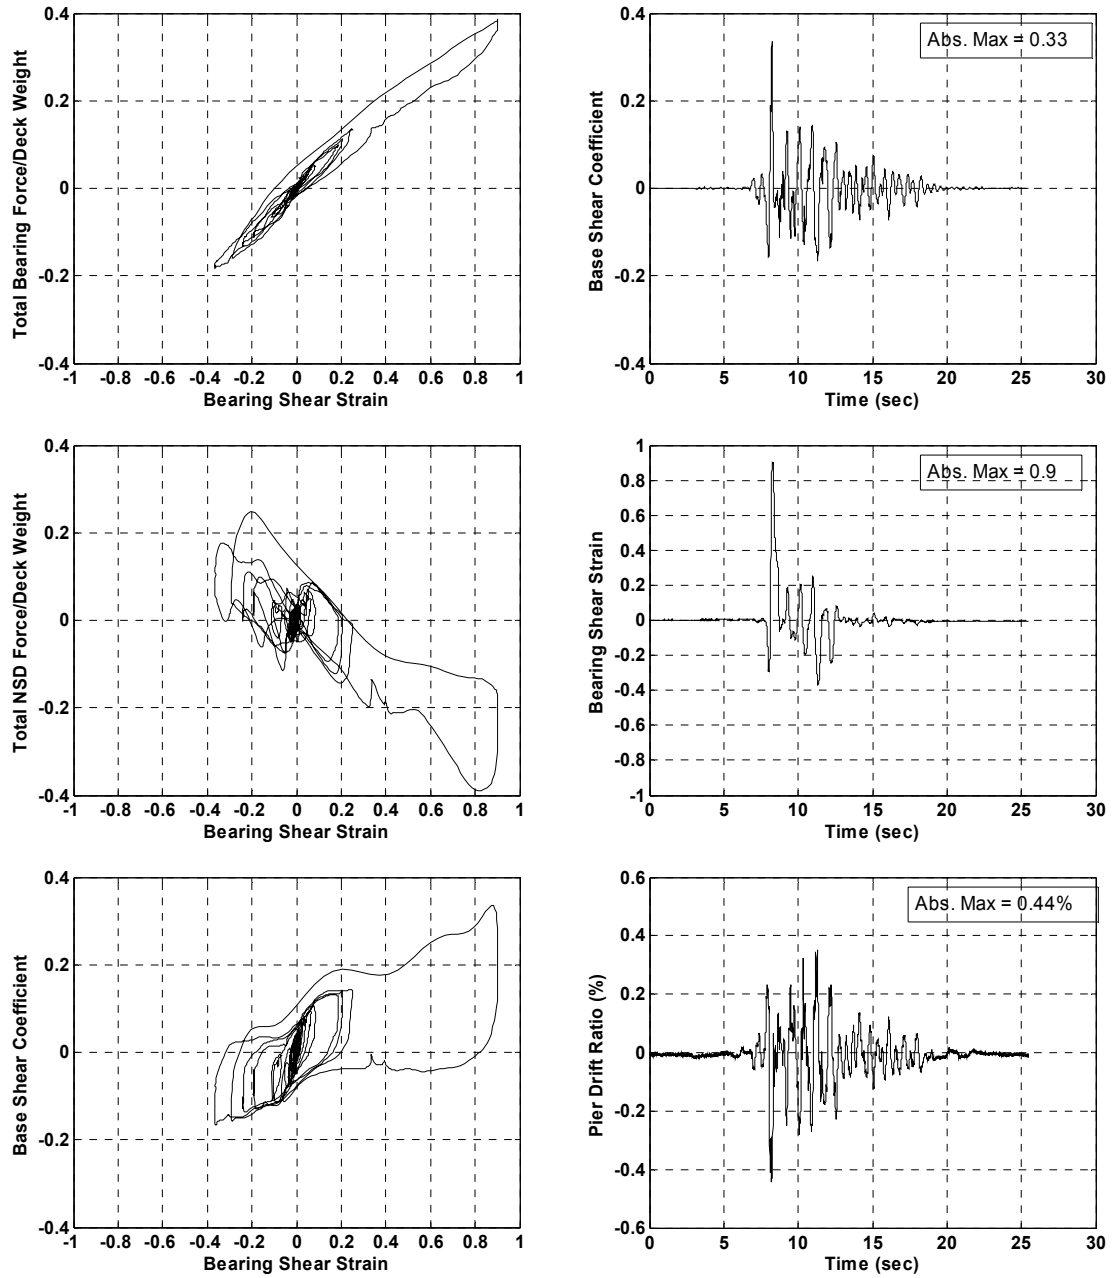 0.4
0.2
0
-0.2
-0.4
-1 -0.8 -0.6 -0.4 -0.2 0 0.2 0.4 0.6 0.8 1
Bearing Shear Strain
Total Bearing Force/Deck Weight
0.4
0.2
0
-0.2
-0.4
0 5 10 15 20 25 30
Time (sec)
Base Shear Coefficient
Abs. Max = 0.33
0.4
0.2
0
-0.2
-0.4
-1 -0.8 -0.6 -0.4 -0.2 0 0.2 0.4 0.6 0.8 1
Bearing Shear Strain
Total NSD Force/Deck Weight
1
0.8
0.6
0.4
0.2
0
-0.2
-0.4
-0.6
-0.8
-1
0 5 10 15 20 25 30
Time (sec)
Bearing Shear Strain
Abs. Max = 0.9
0.4
0.2
0
-0.2
-0.4
-1 -0.8 -0.6 -0.4 -0.2 0 0.2 0.4 0.6 0.8 1
Bearing Shear Strain
Base Shear Coefficient
0.6
0.4
0.2
0
-0.2
-0.4
-0.6
0 5 10 15 20 25 30
Time (sec)
Pier Drift Ratio (%)
Abs. Max = 0.44%